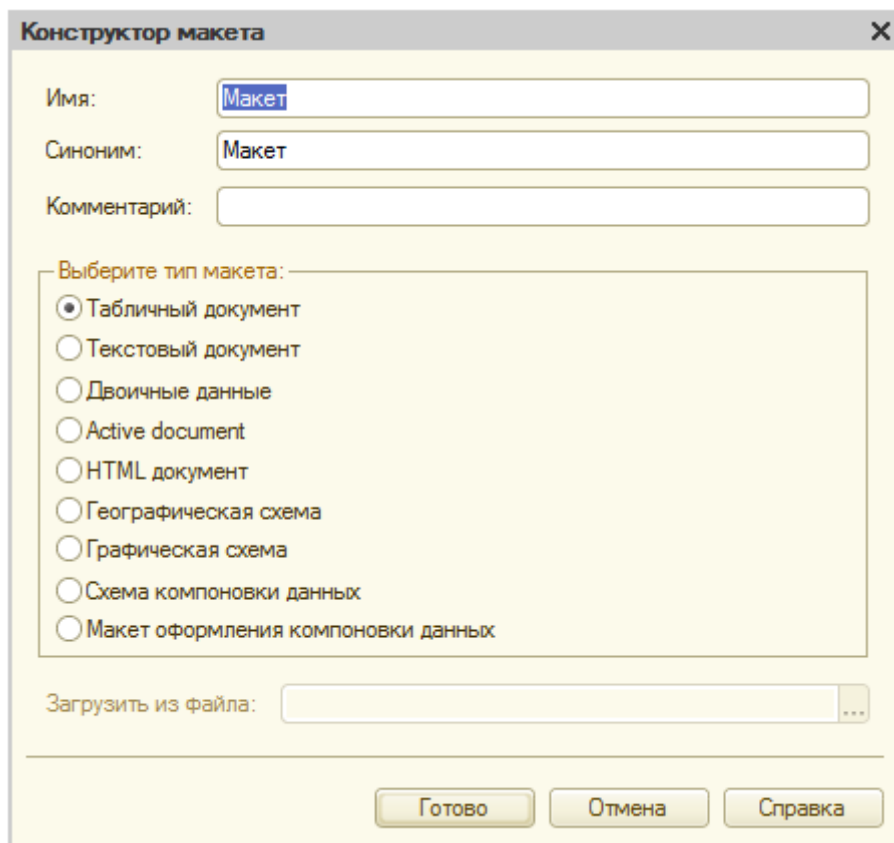 Конструктор макета
Имя: Макет
Синоним: Макет
Комментарий:
Выберите тип макета:
Табличный документ
Текстовый документ
Двоичные данные
Active document
HTML документ
Географическая схема
Графическая схема
Схема компоновки данных
Макет оформления компоновки данных
Загрузить из файла: ...
Готово Отмена Справка